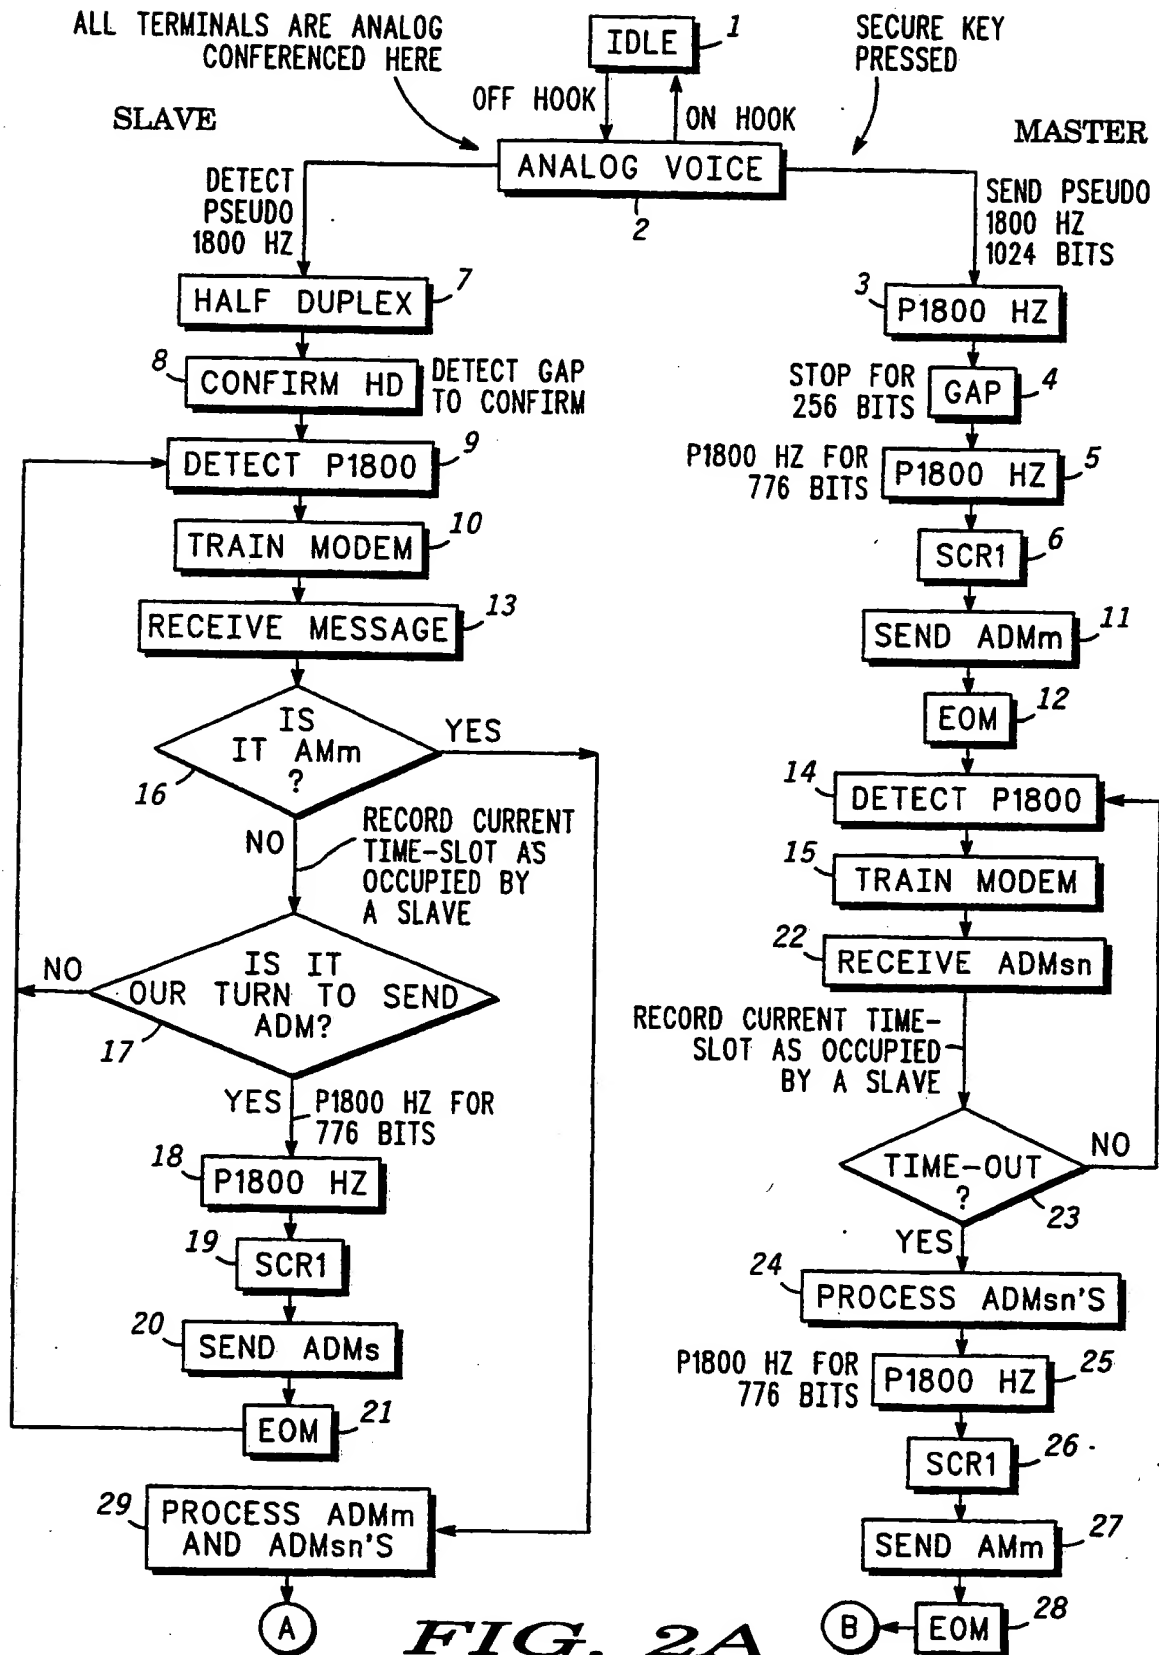 ALL TERMINALS ARE ANALOG
CONFERENCED HERE
IDLE
1
SECURE KEY
PRESSED
OFF HOOK
ON HOOK
SLAVE
MASTER
ANALOG VOICE
2
DETECT
PSEUDO
1800 HZ
HALF DUPLEX
7
8
CONFIRM HD
DETECT GAP
TO CONFIRM
DETECT P1800
9
TRAIN MODEM
10
RECEIVE MESSAGE
13
IS
IT AMm
?
16
YES
NO
RECORD CURRENT
TIME-SLOT AS
OCCUPIED BY
A SLAVE
IS IT
OUR TURN TO SEND
ADM?
17
NO
YES
P1800 HZ FOR
776 BITS
18
P1800 HZ
19
SCR1
20
SEND ADMs
EOM
21
29
PROCESS ADMm
AND ADMsn'S
A
SEND PSEUDO
1800 HZ
1024 BITS
3
P1800 HZ
STOP FOR
256 BITS
GAP
4
P1800 HZ FOR
776 BITS
P1800 HZ
5
SCR1
6
SEND ADMm
11
EOM
12
14
DETECT P1800
15
TRAIN MODEM
22
RECEIVE ADMsn
RECORD CURRENT TIME-
SLOT AS OCCUPIED
BY A SLAVE
TIME-OUT
?
23
NO
YES
24
PROCESS ADMsn'S
P1800 HZ FOR
776 BITS
P1800 HZ
25
SCR1
26
SEND AMm
27
B
EOM
28
FIG. 2A